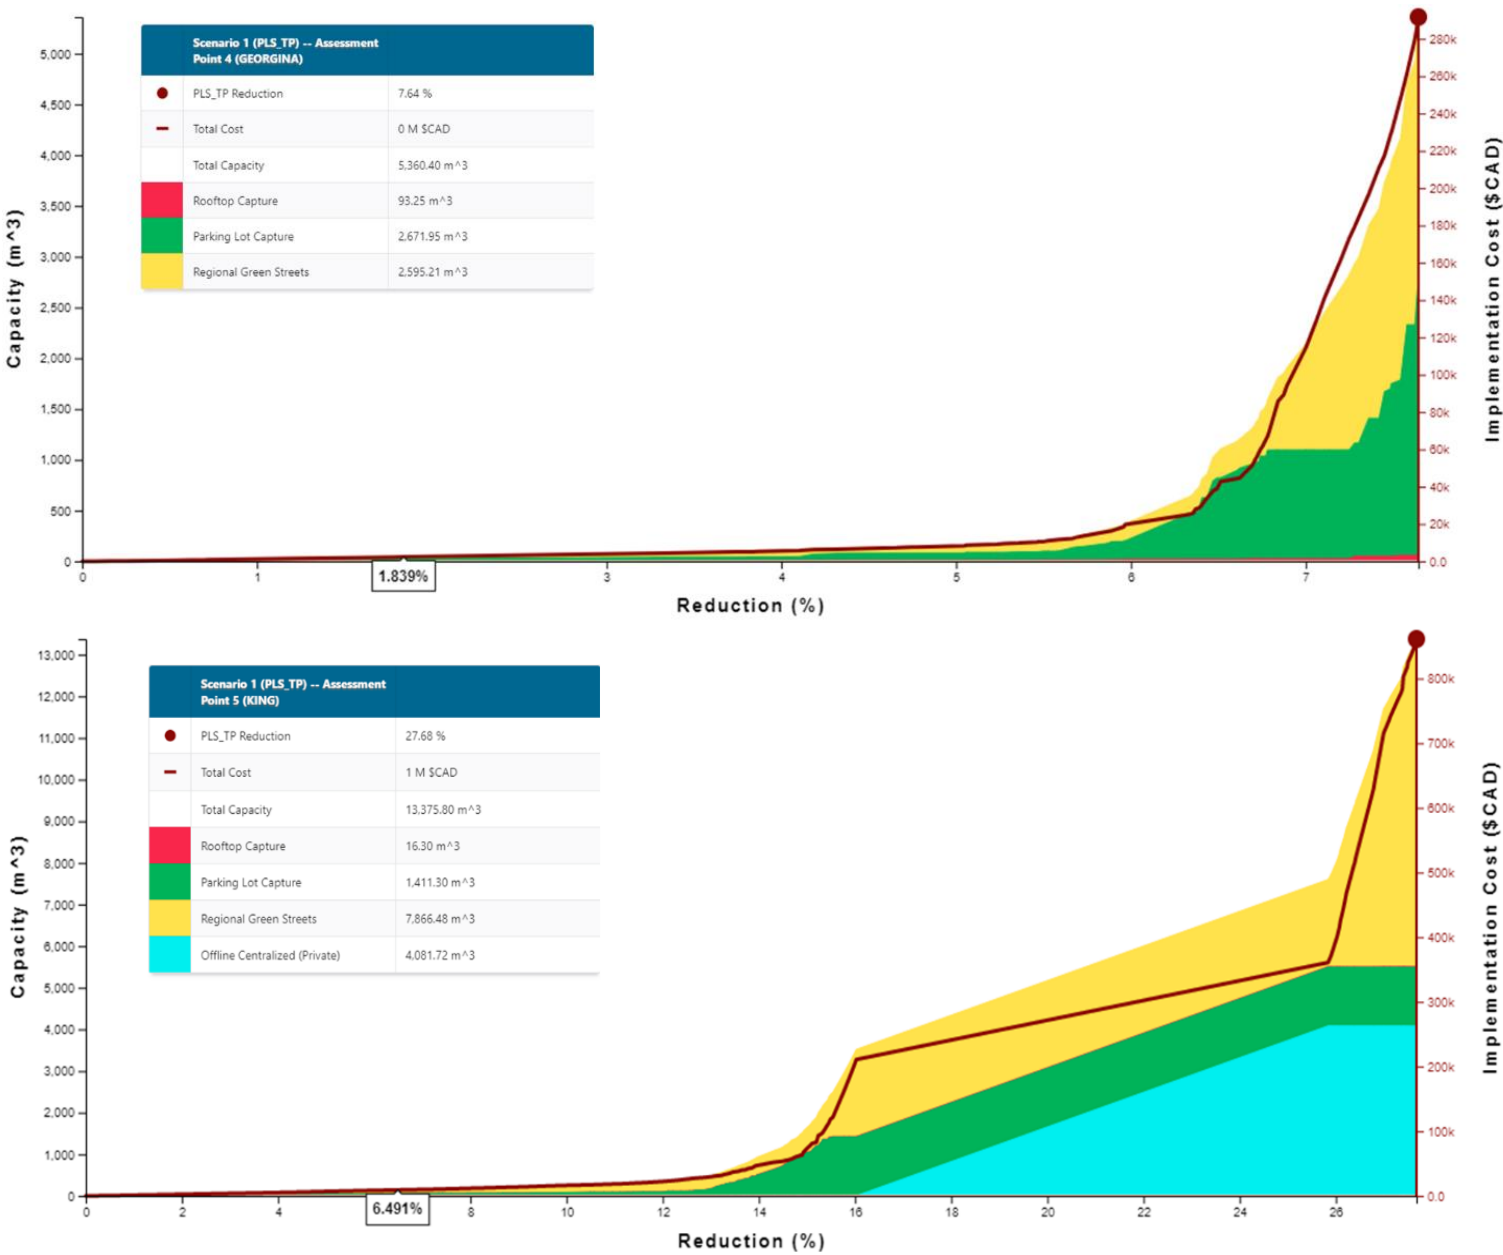 Scenario 1 (PLS_TP) -- Assessment
Point 4 (GEORGINA)
PLS_TP Reduction 7.64 %
Total Cost 0 M $CAD
Total Capacity 5,360.40 m^3
Rooftop Capture 93.25 m^3
Parking Lot Capture 2,671.95 m^3
Regional Green Streets 2,595.21 m^3
Capacity (m^3)
5,000
4,500
4,000
3,500
3,000
2,500
2,000
1,500
1,000
500
0
280k
260k
240k
220k
200k
180k
160k
140k
120k
100k
80k
60k
40k
20k
0.0
Implementation Cost ($CAD)
0 1 1.839% 3 4 5 6 7
Reduction (%)
Scenario 1 (PLS_TP) -- Assessment
Point 5 (KING)
PLS_TP Reduction 27.68 %
Total Cost 1 M $CAD
Total Capacity 13,375.80 m^3
Rooftop Capture 16.30 m^3
Parking Lot Capture 1,411.30 m^3
Regional Green Streets 7,866.48 m^3
Offline Centralized (Private) 4,081.72 m^3
Capacity (m^3)
13,000
12,000
11,000
10,000
9,000
8,000
7,000
6,000
5,000
4,000
3,000
2,000
1,000
0
800k
700k
600k
500k
400k
300k
200k
100k
0.0
Implementation Cost ($CAD)
0 2 4 6.491% 8 10 12 14 16 18 20 22 24 26
Reduction (%)